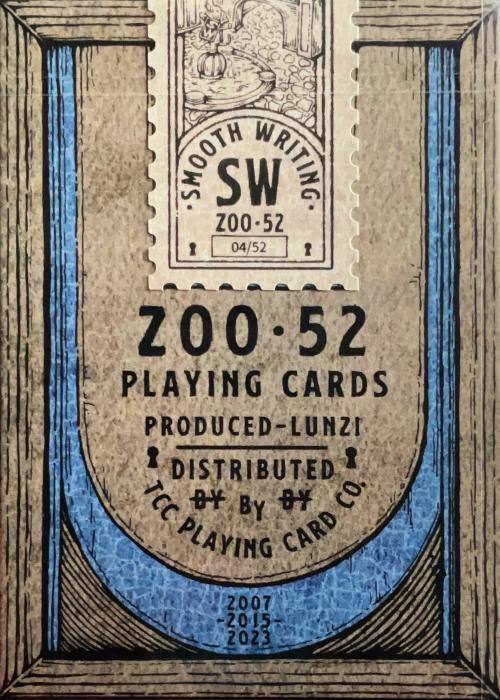 SMOOTH WRITING
SW
ZOO·52
04/52
ZOO·52
PLAYING CARDS
PRODUCED-LUNZI
DISTRIBUTED
BY By BY
TCC PLAYING CARD CO.
2007
-2015-
2023